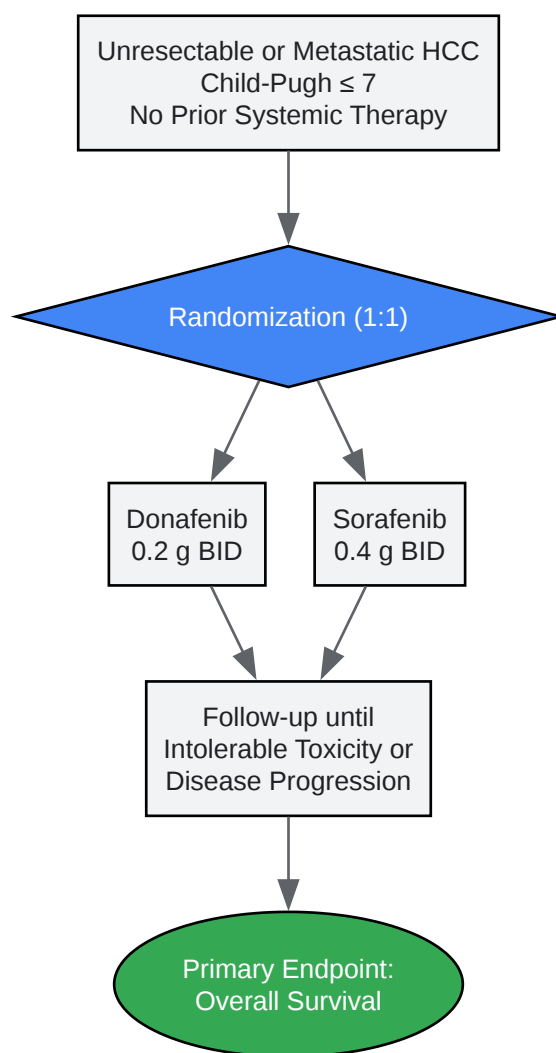 Unresectable or Metastatic HCC
Child-Pugh ≤ 7
No Prior Systemic Therapy
Randomization (1:1)
Donafenib
0.2 g BID
Sorafenib
0.4 g BID
Follow-up until
Intolerable Toxicity or
Disease Progression
Primary Endpoint:
Overall Survival